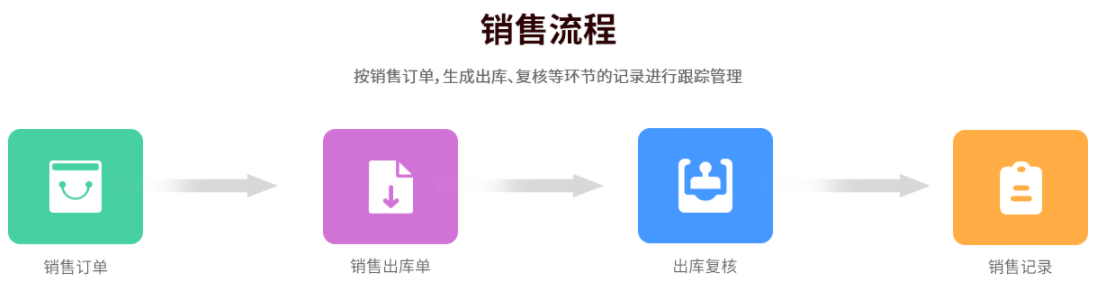 销售流程
按销售订单，生成出库、复核等环节的记录进行跟踪管理
销售订单
销售出库单
出库复核
销售记录